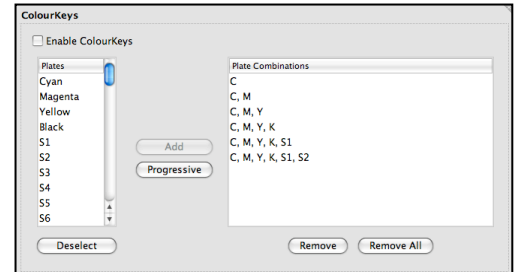 ColourKeys
Enable ColourKeys
Plates
Cyan
Magenta
Yellow
Black
S1
S2
S3
S4
S5
S6
Deselect
Add
Progressive
Plate Combinations
C
C, M
C, M, Y
C, M, Y, K
C, M, Y, K, S1
C, M, Y, K, S1, S2
Remove
Remove All